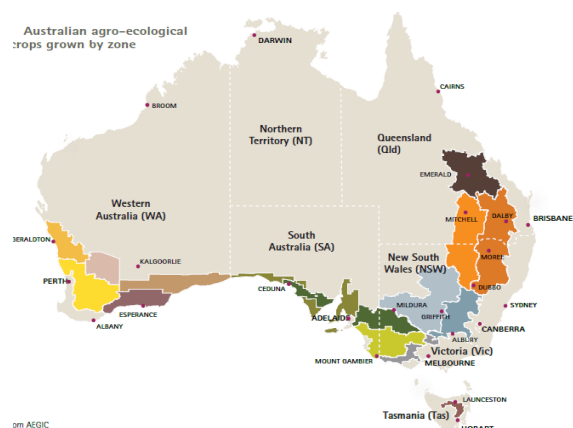 Australian agro-ecological
crops grown by zone
DARWIN
CAIRNS
BROOM
Northern
Territory (NT)
Queensland
(Qld)
EMERALD
Western
Australia (WA)
MITCHELL
DALBY
BRISBANE
South
Australia (SA)
GERALDTON
KALGOORLIE
New South
Wales (NSW)
MOREE
PERTH
CEDUNA
DUBBO
ESPERANCE
MILDURA
SYDNEY
ADELAIDE
GRIFFITH
ALBANY
CANBERRA
ALBURY
Victoria (Vic)
MOUNT GAMBIER
MELBOURNE
LAUNCESTON
Tasmania (Tas)
HOBART
om AEGIC